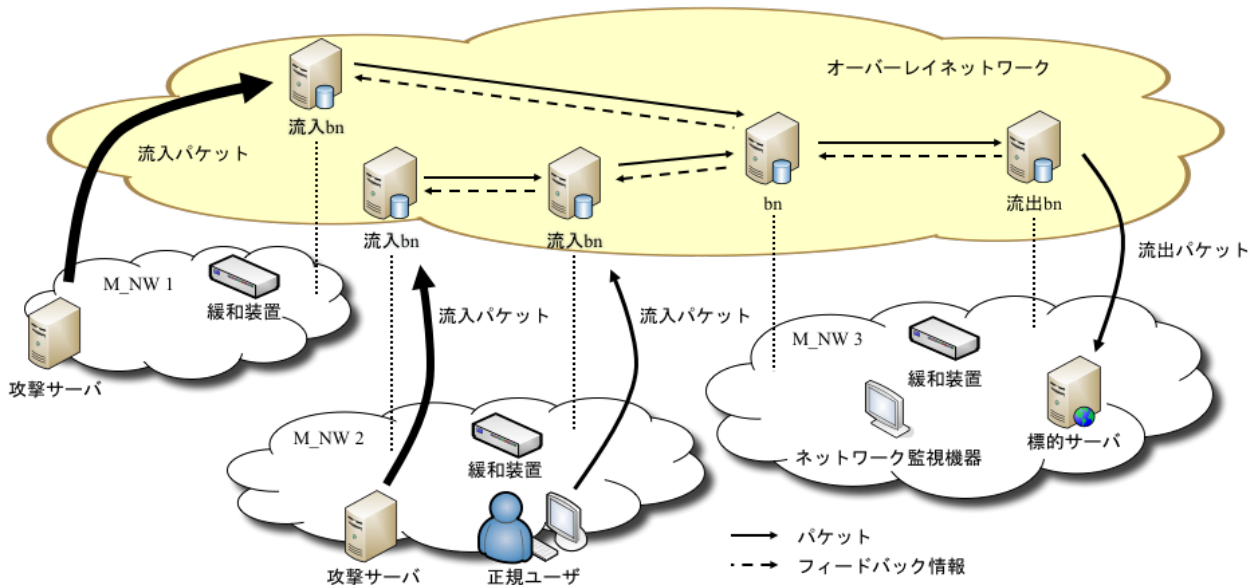 オーバーレイネットワーク
流入bn
流入パケット
流入bn
流入bn
bn
流出bn
流出パケット
M_NW 1
緩和装置
攻撃サーバ
流入パケット
流入パケット
M_NW 3
緩和装置
M_NW 2
緩和装置
ネットワーク監視機器
標的サーバ
攻撃サーバ
正規ユーザ
パケット
フィードバック情報